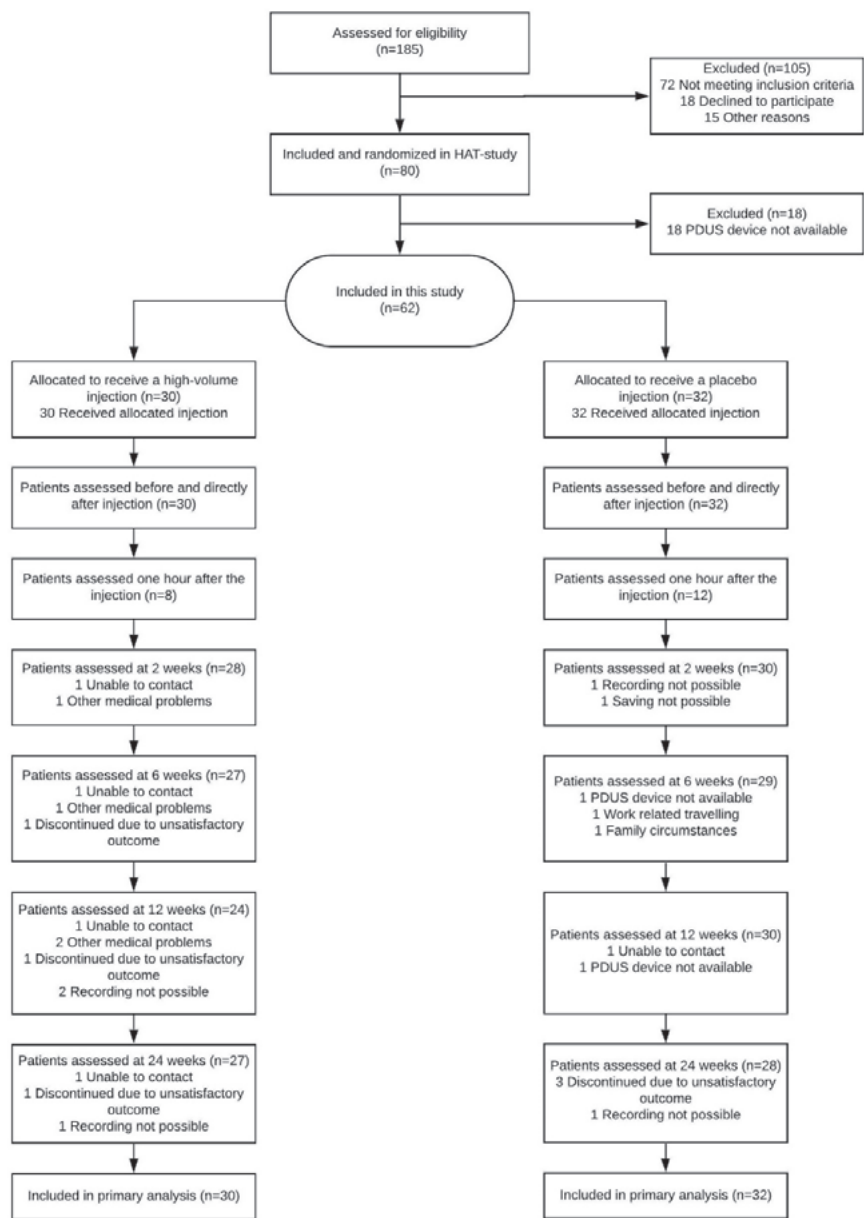 Assessed for eligibility
(n=185)
Excluded (n=105)
72 Not meeting inclusion criteria
18 Declined to participate
15 Other reasons
Included and randomized in HAT-study
(n=80)
Excluded (n=18)
18 PDUS device not available
Included in this study
(n=62)
Allocated to receive a high-volume
injection (n=30)
30 Received allocated injection
Allocated to receive a placebo
injection (n=32)
32 Received allocated injection
Patients assessed before and directly
after injection (n=30)
Patients assessed before and directly
after injection (n=32)
Patients assessed one hour after the
injection (n=8)
Patients assessed one hour after the
injection (n=12)
Patients assessed at 2 weeks (n=28)
1 Unable to contact
1 Other medical problems
Patients assessed at 2 weeks (n=30)
1 Recording not possible
1 Saving not possible
Patients assessed at 6 weeks (n=27)
1 Unable to contact
1 Other medical problems
1 Discontinued due to unsatisfactory
outcome
Patients assessed at 6 weeks (n=29)
1 PDUS device not available
1 Work related travelling
1 Family circumstances
Patients assessed at 12 weeks (n=24)
1 Unable to contact
2 Other medical problems
1 Discontinued due to unsatisfactory
outcome
2 Recording not possible
Patients assessed at 12 weeks (n=30)
1 Unable to contact
1 PDUS device not available
Patients assessed at 24 weeks (n=27)
1 Unable to contact
1 Discontinued due to unsatisfactory
outcome
1 Recording not possible
Patients assessed at 24 weeks (n=28)
3 Discontinued due to unsatisfactory
outcome
1 Recording not possible
Included in primary analysis (n=30)
Included in primary analysis (n=32)